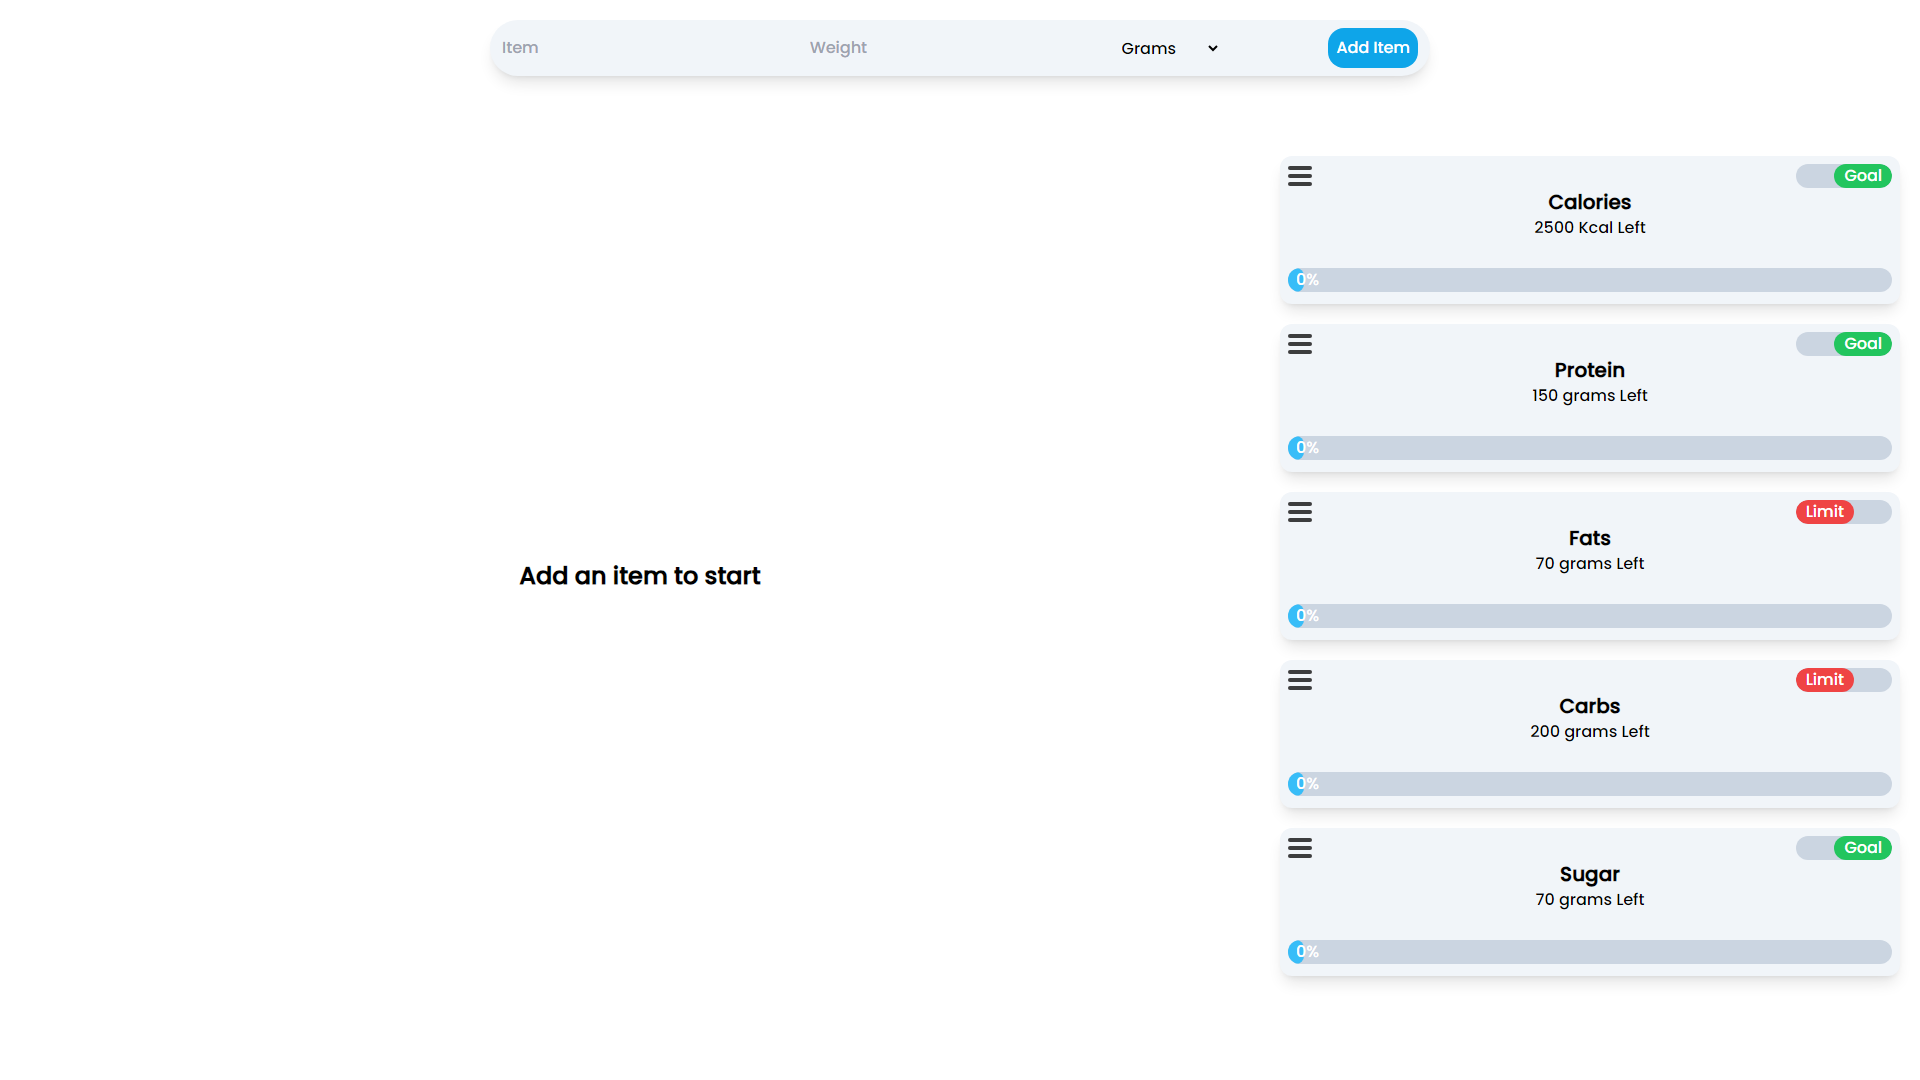 Item Weight Grams Add Item
Goal
Calories
2500 Kcal Left
0%
Goal
Protein
150 grams Left
0%
Limit
Fats
70 grams Left
0%
Add an item to start
Limit
Carbs
200 grams Left
0%
Goal
Sugar
70 grams Left
0%